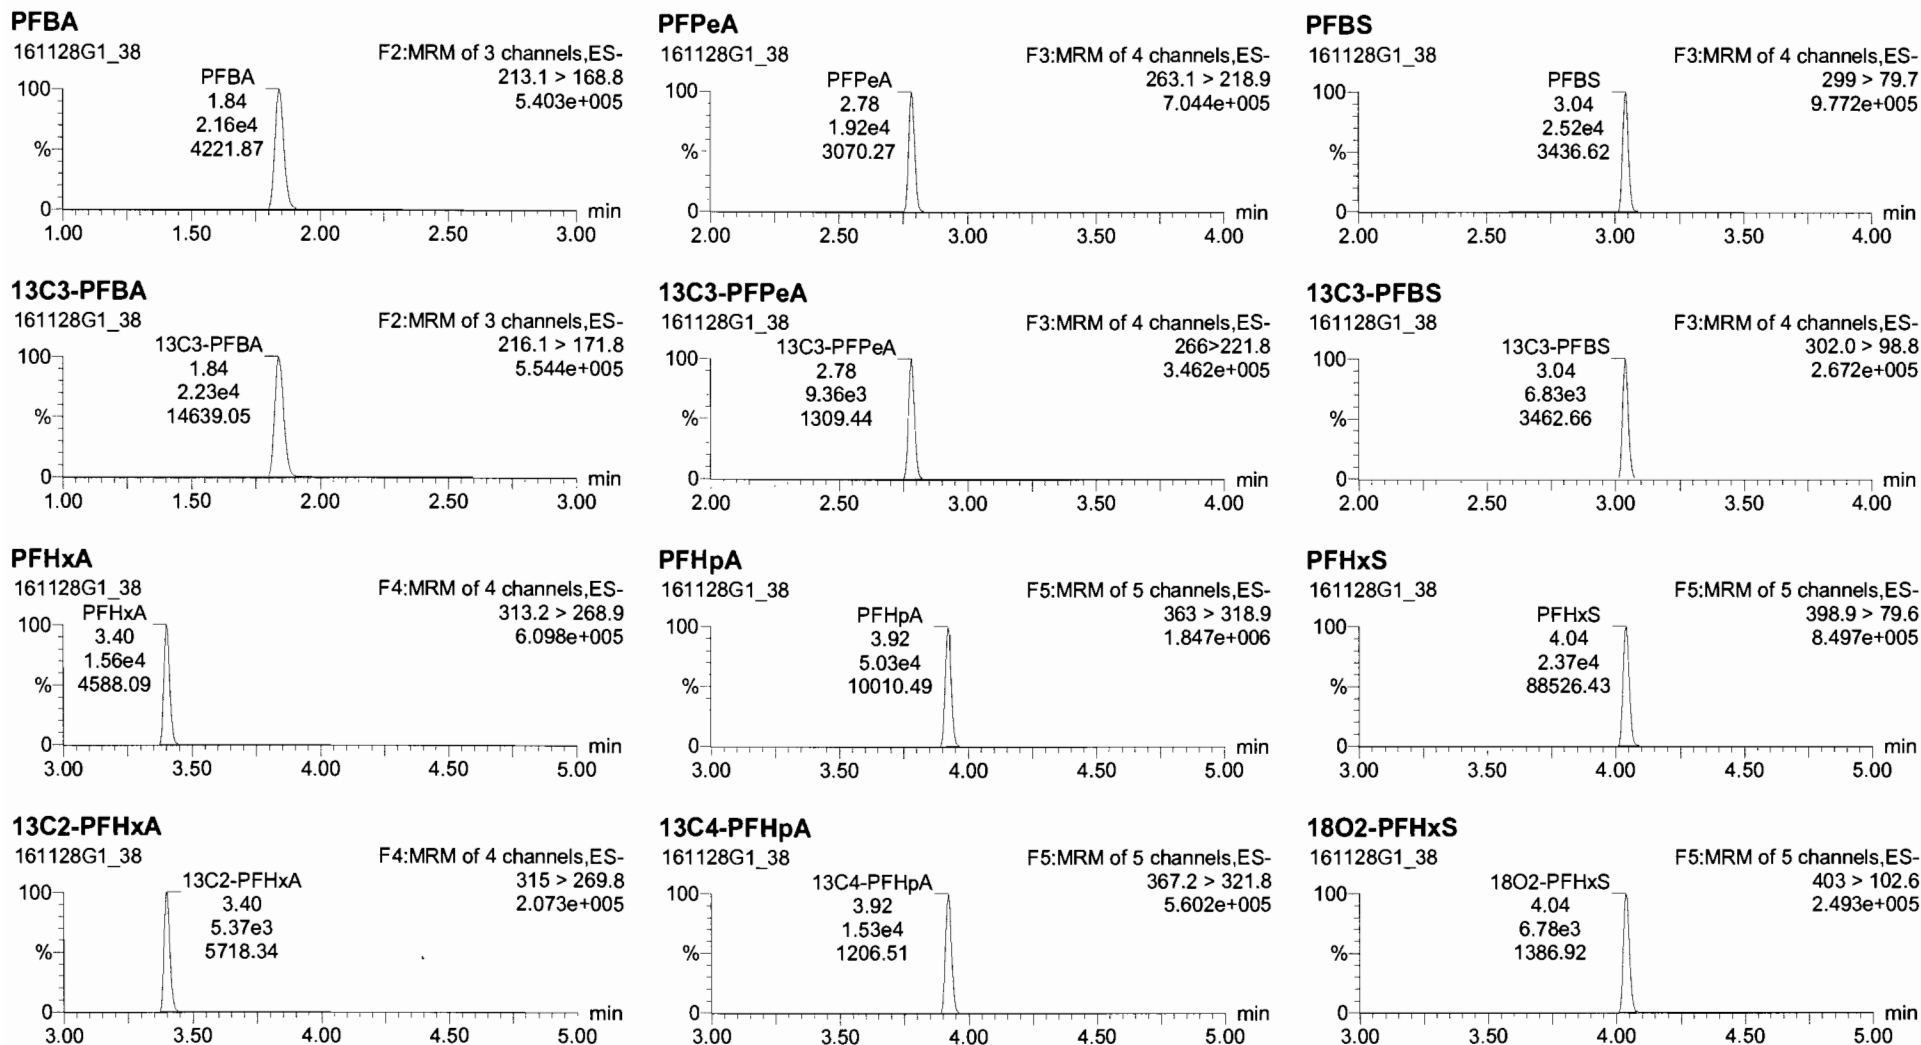 PFBA
161128G1_38
F2:MRM of 3 channels,ES-
213.1 > 168.8
5.403e+005
PFBA
1.84
2.16e4
4221.87
100
%
0
min
1.00 1.50 2.00 2.50 3.00
PFPeA
161128G1_38
F3:MRM of 4 channels,ES-
263.1 > 218.9
7.044e+005
PFPeA
2.78
1.92e4
3070.27
100
%
0
min
2.00 2.50 3.00 3.50 4.00
PFBS
161128G1_38
F3:MRM of 4 channels,ES-
299 > 79.7
9.772e+005
PFBS
3.04
2.52e4
3436.62
100
%
0
min
2.00 2.50 3.00 3.50 4.00
13C3-PFBA
161128G1_38
F2:MRM of 3 channels,ES-
216.1 > 171.8
5.544e+005
13C3-PFBA
1.84
2.23e4
14639.05
100
%
0
min
1.00 1.50 2.00 2.50 3.00
13C3-PFPeA
161128G1_38
F3:MRM of 4 channels,ES-
266>221.8
3.462e+005
13C3-PFPeA
2.78
9.36e3
1309.44
100
%
0
min
2.00 2.50 3.00 3.50 4.00
13C3-PFBS
161128G1_38
F3:MRM of 4 channels,ES-
302.0 > 98.8
2.672e+005
13C3-PFBS
3.04
6.83e3
3462.66
100
%
0
min
2.00 2.50 3.00 3.50 4.00
PFHxA
161128G1_38
F4:MRM of 4 channels,ES-
313.2 > 268.9
6.098e+005
PFHxA
3.40
1.56e4
4588.09
100
%
0
min
3.00 3.50 4.00 4.50 5.00
PFHpA
161128G1_38
F5:MRM of 5 channels,ES-
363 > 318.9
1.847e+006
PFHpA
3.92
5.03e4
10010.49
100
%
0
min
3.00 3.50 4.00 4.50 5.00
PFHxS
161128G1_38
F5:MRM of 5 channels,ES-
398.9 > 79.6
8.497e+005
PFHxS
4.04
2.37e4
88526.43
100
%
0
min
3.00 3.50 4.00 4.50 5.00
13C2-PFHxA
161128G1_38
F4:MRM of 4 channels,ES-
315 > 269.8
2.073e+005
13C2-PFHxA
3.40
5.37e3
5718.34
100
%
0
min
3.00 3.50 4.00 4.50 5.00
13C4-PFHpA
161128G1_38
F5:MRM of 5 channels,ES-
367.2 > 321.8
5.602e+005
13C4-PFHpA
3.92
1.53e4
1206.51
100
%
0
min
3.00 3.50 4.00 4.50 5.00
18O2-PFHxS
161128G1_38
F5:MRM of 5 channels,ES-
403 > 102.6
2.493e+005
18O2-PFHxS
4.04
6.78e3
1386.92
100
%
0
min
3.00 3.50 4.00 4.50 5.00